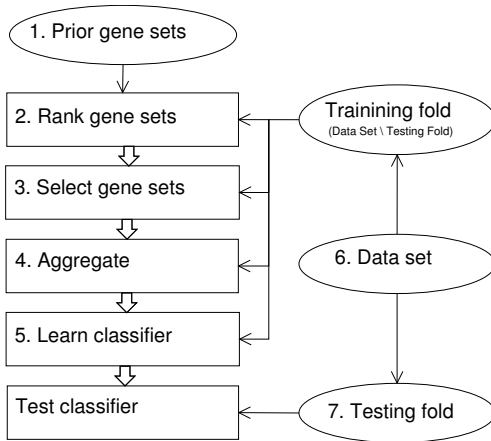 1. Prior gene sets
2. Rank gene sets
Trainining fold
(Data Set \ Testing Fold)
3. Select gene sets
4. Aggregate
6. Data set
5. Learn classifier
Test classifier
7. Testing fold